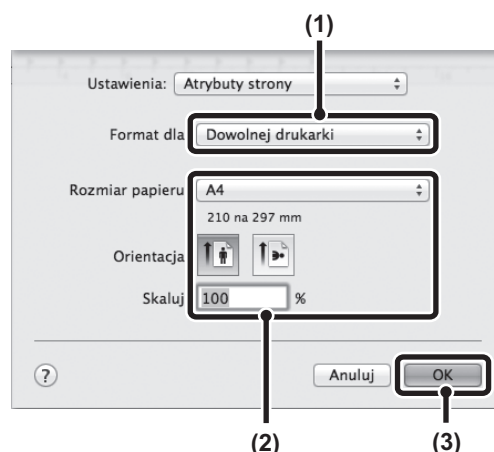 (1)
Ustawienia: Atrybuty strony
Format dla Dowolnej drukarki
Rozmiar papieru A4
210 na 297 mm
Orientacja
Skaluj 100 %
? Anuluj OK
(2) (3)